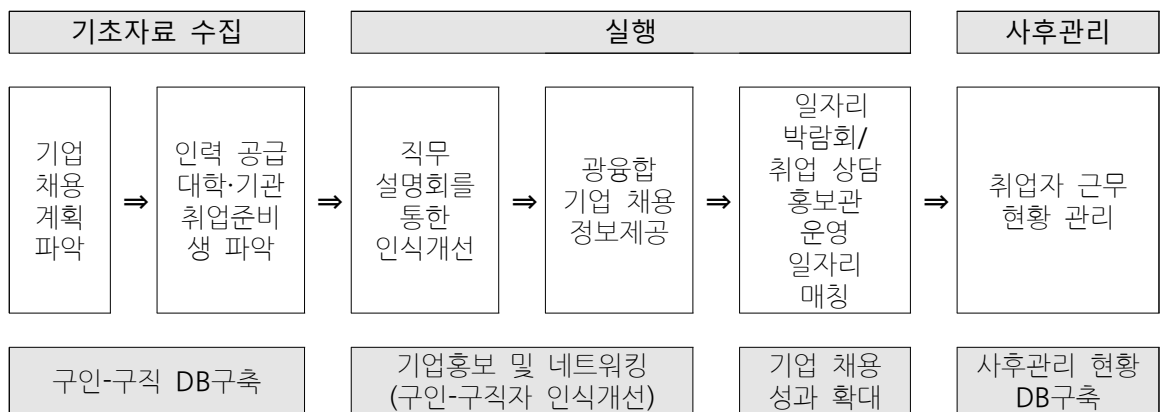 기초자료 수집
실행
사후관리
기업
채용
계획
파악
⇒
인력 공급
대학·기관
취업준비
생 파악
⇒
직무
설명회를
통한
인식개선
⇒
광융합
기업 채용
정보제공
⇒
일자리
박람회/
취업 상담
홍보관
운영
일자리
매칭
⇒
취업자 근무
현황 관리
구인-구직 DB구축
기업홍보 및 네트워킹
(구인-구직자 인식개선)
기업 채용
성과 확대
사후관리 현황
DB구축